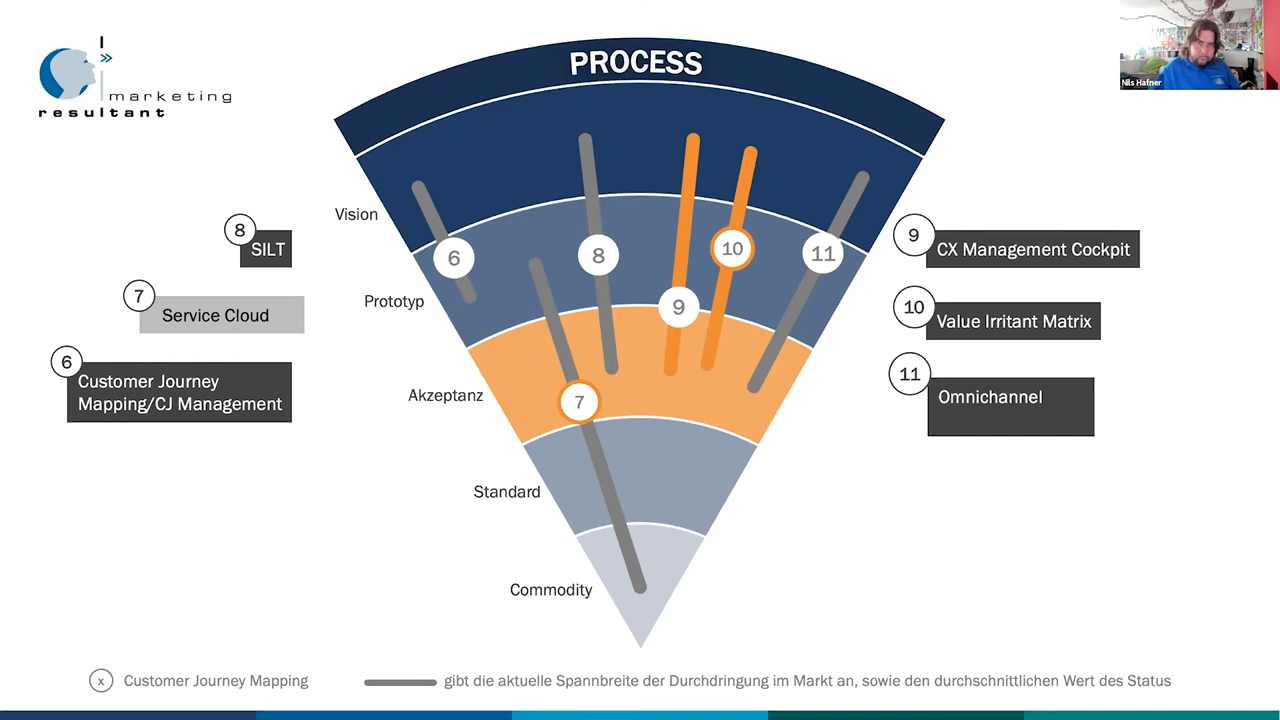 marketing
resultant
PROCESS
Nils Hafner
Vision
Prototyp
Akzeptanz
Standard
Commodity
6
7
8
9
10
11
8
SILT
7
Service Cloud
6
Customer Journey
Mapping/CJ Management
9
CX Management Cockpit
10
Value Irritant Matrix
11
Omnichannel
x
Customer Journey Mapping
gibt die aktuelle Spannbreite der Durchdringung im Markt an, sowie den durchschnittlichen Wert des Status